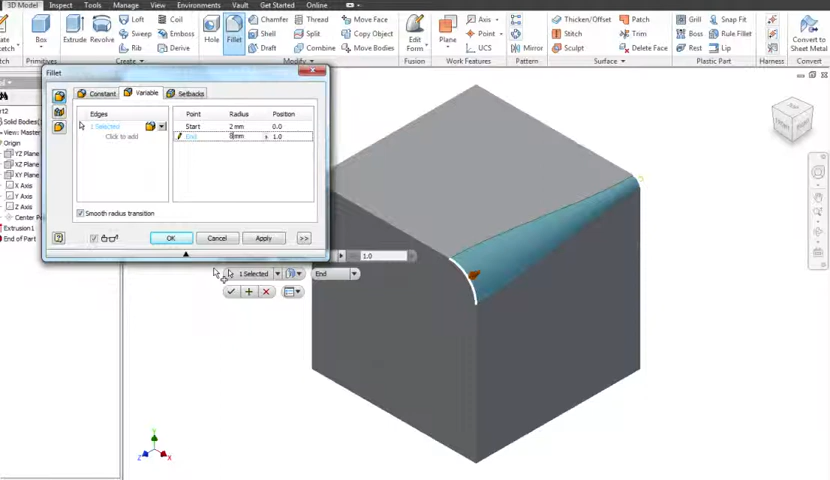 3D Model Inspect Tools Manage View Vault Get Started Online
Box
Primitives
Extrude
Revolve
Loft
Sweep
Rib
Coil
Emboss
Create
Hole
Fillet
Chamfer
Shell
Draft
Thread
Split
Combine
Move Face
Copy Object
Move Bodies
Modify
Edit
Form
Fusion
Plane
Axis
Point
UCS
Work Features
Mirror
Thicken/Offset
Stitch
Sculpt
Patch
Trim
Delete Face
Surface
Grill
Boss
Rest
Snap Fit
Rule Fillet
Lip
Plastic Part
Harness
Convert to
Sheet Metal
Convert
Fillet
Constant Variable Setbacks
Edges
1 Selected
Click to add
Point Radius Position
Start 2 mm 0.0
End 8mm 1.0
Smooth radius transition
OK Cancel Apply >>
Solid Bodies(
View: Master
Origin
YZ Plane
XZ Plane
XY Plane
X Axis
Y Axis
Z Axis
Center Po
Extrusion1
End of Part
1.0
1 Selected
End
TOP
Z
X